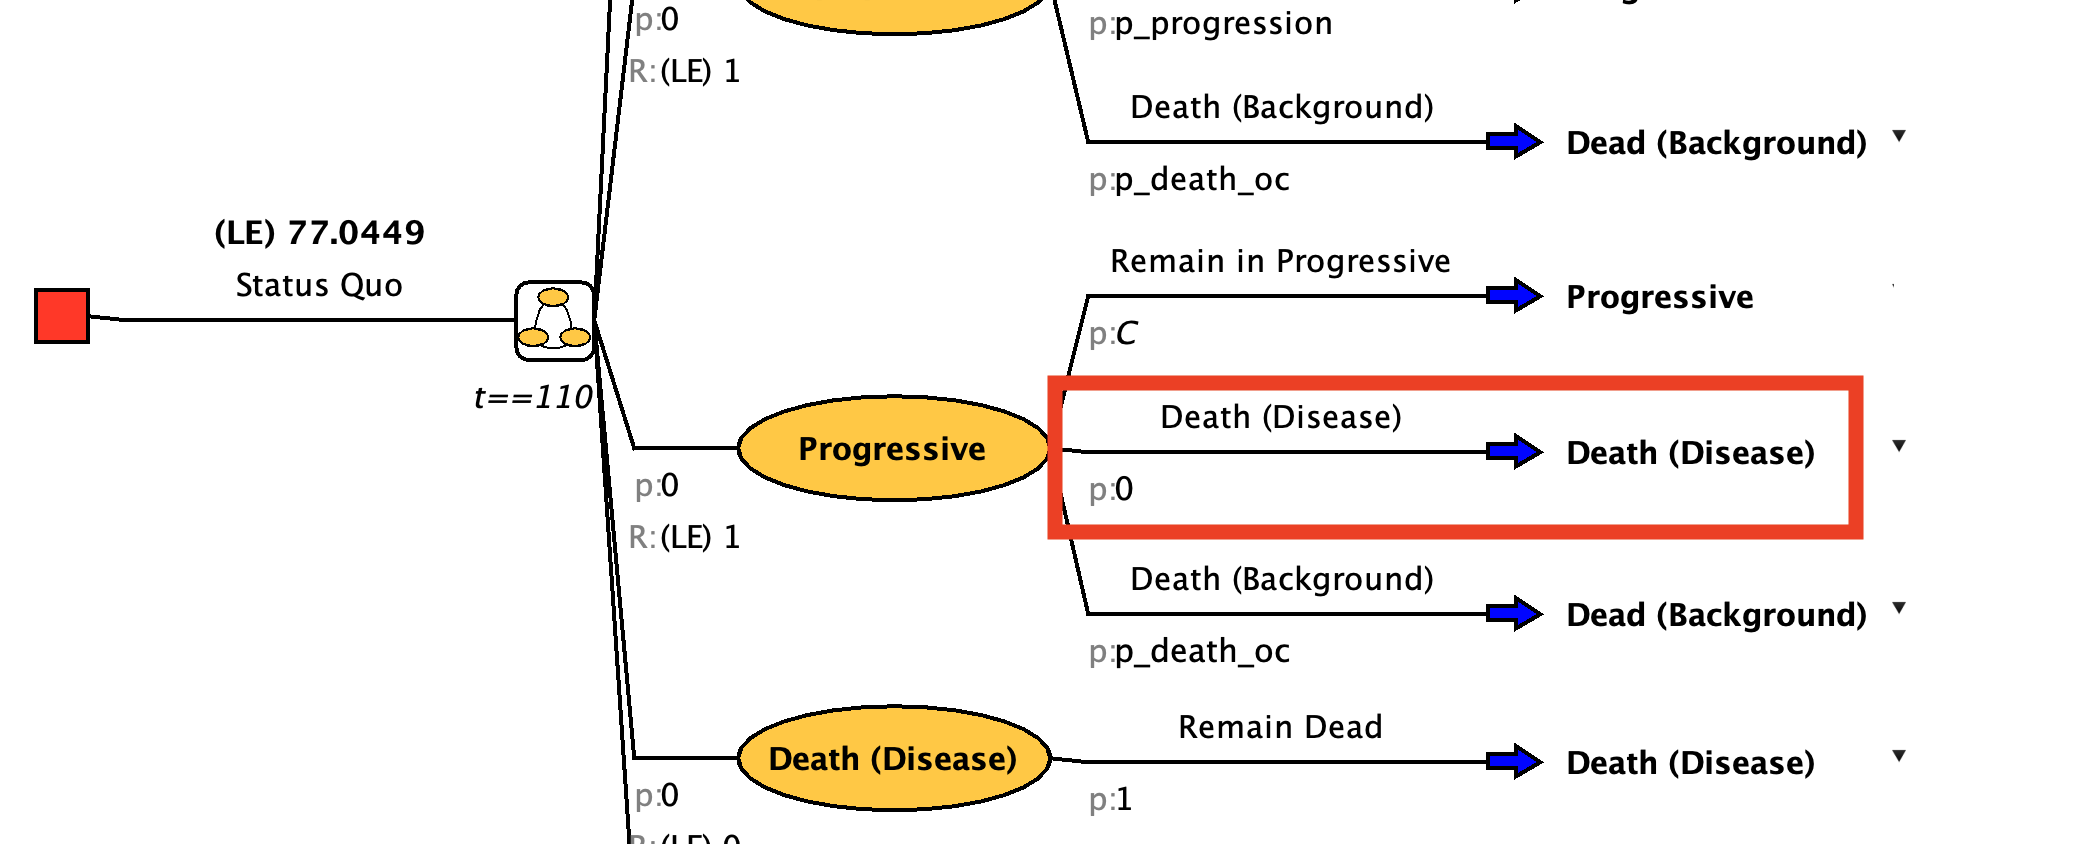 p:0
R:(LE) 1
p:p_progression
Death (Background)
Dead (Background)
p:p_death_oc
(LE) 77.0449
Status Quo
t==110
Remain in Progressive
Progressive
p:C
Progressive
p:0
R:(LE) 1
Death (Disease)
Death (Disease)
p:0
Death (Background)
Dead (Background)
p:p_death_oc
Death (Disease)
p:0
R:(LE) 0
Remain Dead
Death (Disease)
p:1